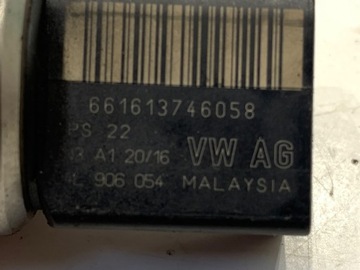 661613746058
PS 22
A1 20/16 VW AG
906 054 MALAYSIA